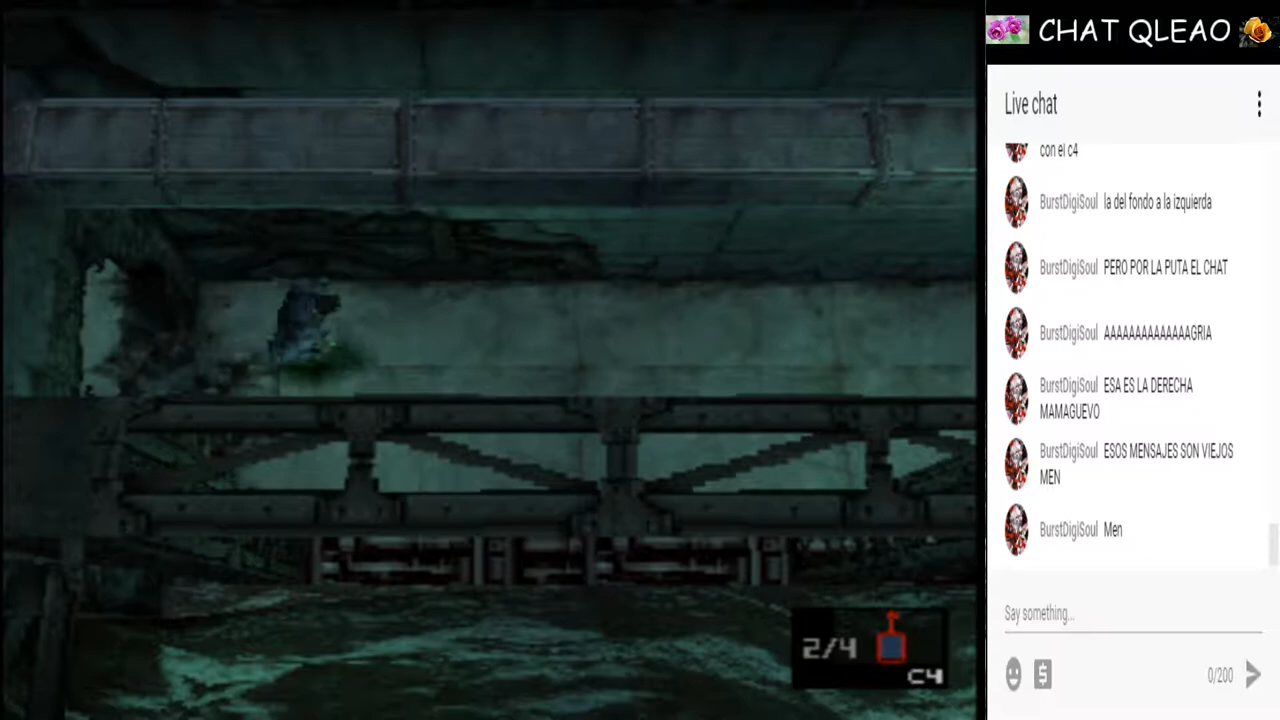 CHAT QLEAO
Live chat
con el c4
BurstDigiSoul la del fondo a la izquierda
BurstDigiSoul PERO POR LA PUTA EL CHAT
BurstDigiSoul AAAAAAAAAAAAAAGRIA
BurstDigiSoul ESA ES LA DERECHA
MAMAGUEVO
BurstDigiSoul ESOS MENSAJES SON VIEJOS
MEN
BurstDigiSoul Men
Say something...
0/200
2/4
C4